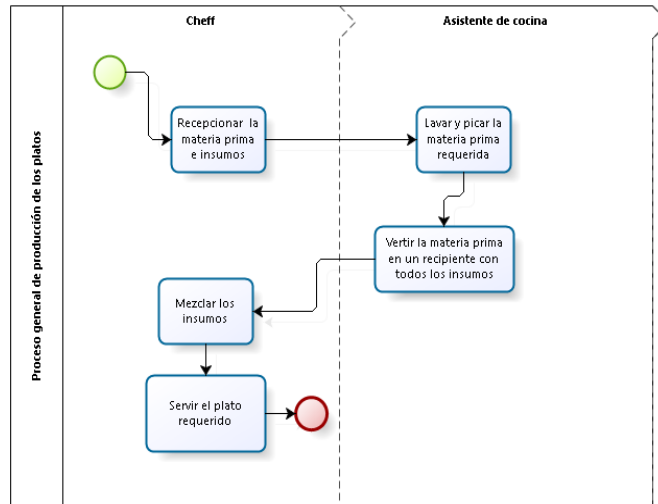 Cheff
Asistente de cocina
Proceso general de producción de los platos
Recepcionar la
materia prima
e insumos
Lavar y picar la
materia prima
requerida
Vertir la materia prima
en un recipiente con
todos los insumos
Mezclar los
insumos
Servir el plato
requerido